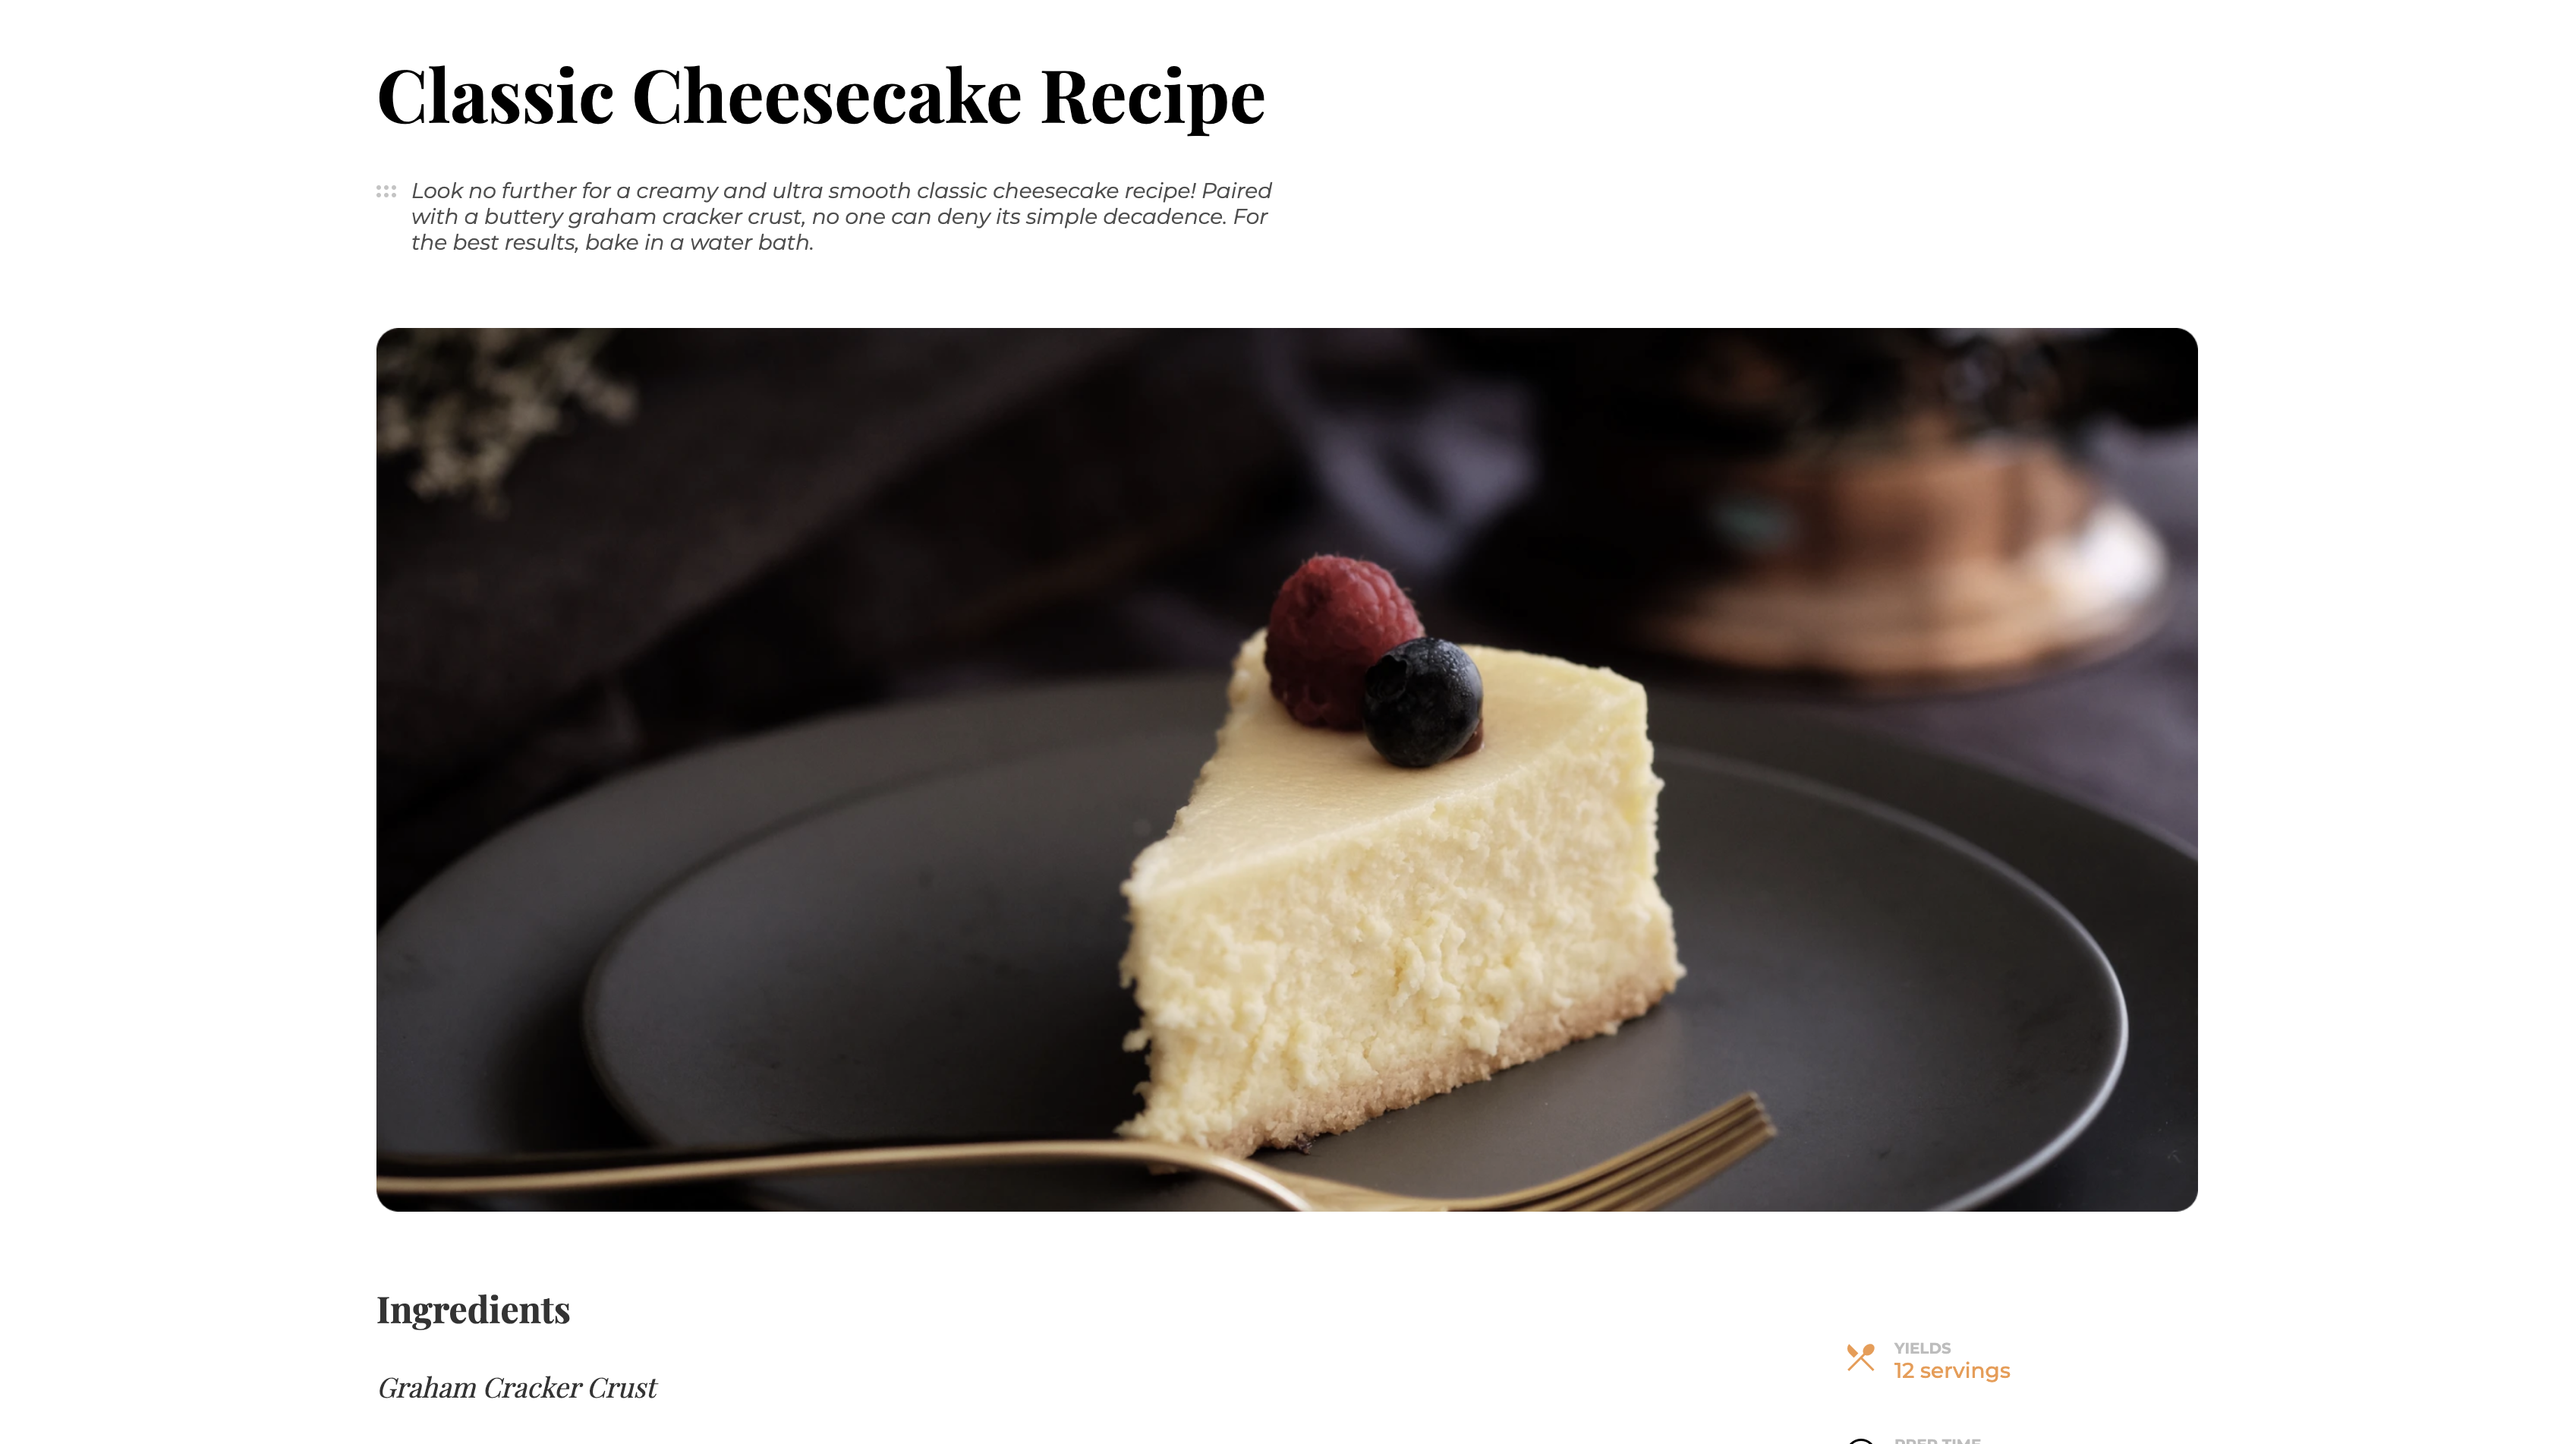 Classic Cheesecake Recipe
Look no further for a creamy and ultra smooth classic cheesecake recipe! Paired
with a buttery graham cracker crust, no one can deny its simple decadence. For
the best results, bake in a water bath.
Ingredients
Graham Cracker Crust
YIELDS
12 servings